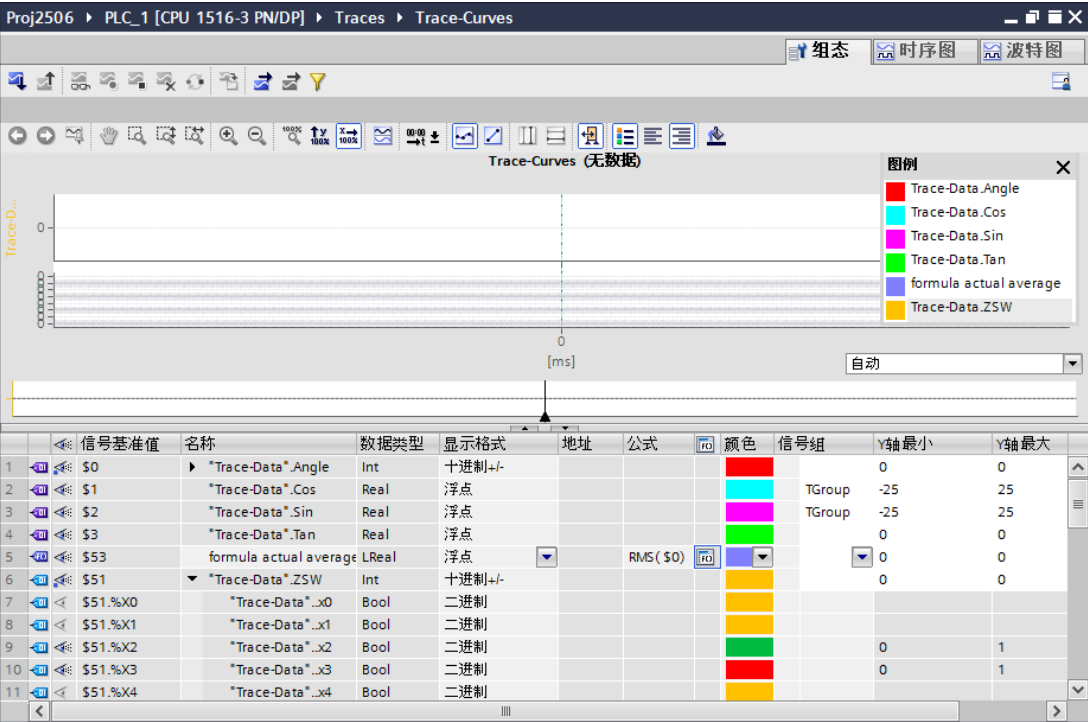 Proj2506 ▸ PLC_1 [CPU 1516-3 PN/DP] ▸ Traces ▸ Trace-Curves
组态 时序图 波特图
Trace-Curves (无数据)
图例
Trace-Data.Angle
Trace-Data.Cos
Trace-Data.Sin
Trace-Data.Tan
formula actual average
Trace-Data.ZSW
Trace-D...
0
0
[ms]
自动
信号基准值 名称 数据类型 显示格式 地址 公式 颜色 信号组 Y轴最小 Y轴最大
1 $0 "Trace-Data".Angle Int 十进制+/- 0 0
2 $1 "Trace-Data".Cos Real 浮点 TGroup -25 25
3 $2 "Trace-Data".Sin Real 浮点 TGroup -25 25
4 $3 "Trace-Data".Tan Real 浮点 0 0
5 $53 formula actual average LReal 浮点 RMS($0) 0 0
6 $51 "Trace-Data".ZSW Int 十进制+/- 0 0
7 $51.%X0 "Trace-Data"..x0 Bool 二进制
8 $51.%X1 "Trace-Data"..x1 Bool 二进制
9 $51.%X2 "Trace-Data"..x2 Bool 二进制 0 1
10 $51.%X3 "Trace-Data"..x3 Bool 二进制 0 1
11 $51.%X4 "Trace-Data"..x4 Bool 二进制